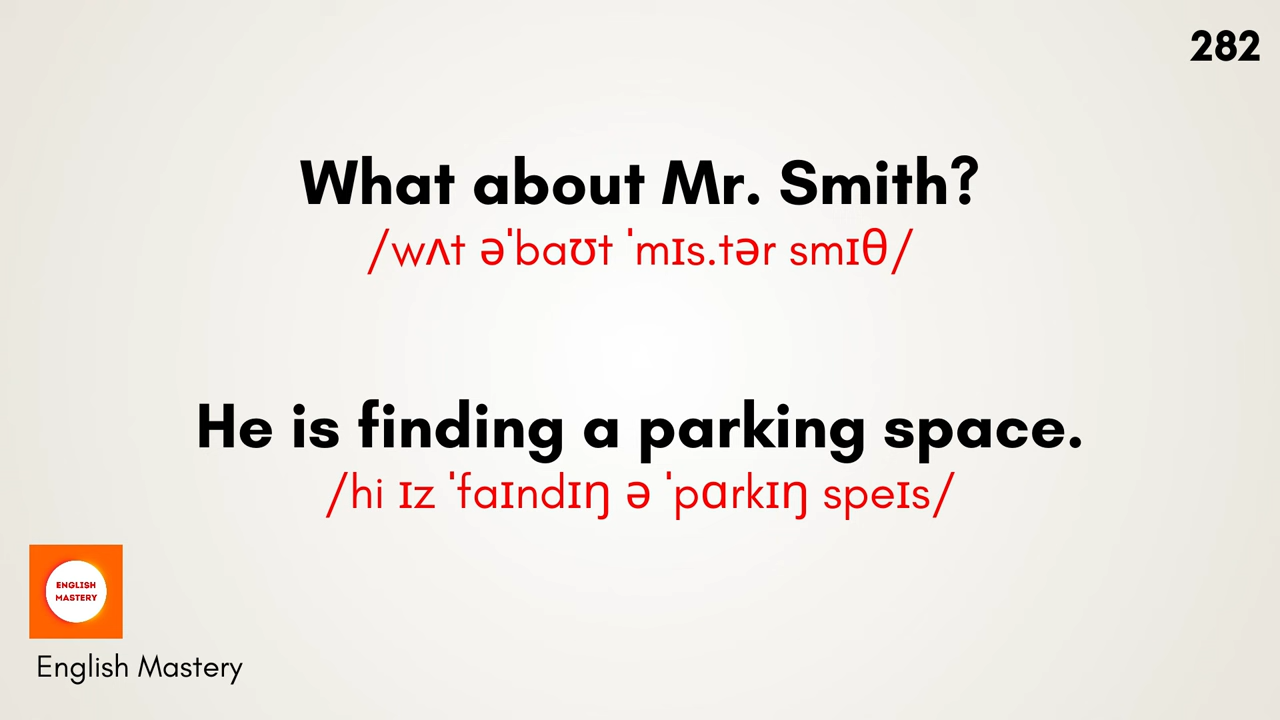 282
What about Mr. Smith?
/wʌt əˈbaʊt ˈmɪs.tər smɪθ/
He is finding a parking space.
/hi ɪz ˈfaɪndɪŋ ə ˈpɑrkɪŋ speɪs/
ENGLISH
MASTERY
English Mastery